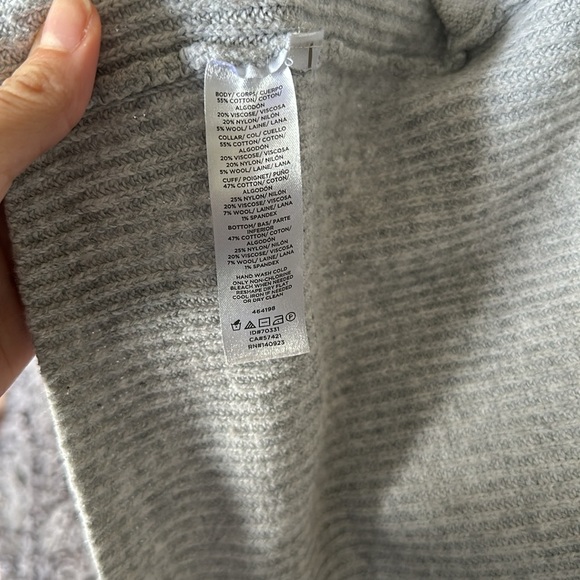 BODY/ CORPS/ CUERPO
55% COTTON/ COTON/
ALGODÓN
20% VISCOSE/ VISCOSA
20% NYLON/ NILÓN
5% WOOL/ LAINE/ LANA
COLLAR/ COL/ CUELLO
55% COTTON/ COTON/
ALGODÓN
20% VISCOSE/ VISCOSA
20% NYLON/ NILÓN
5% WOOL/ LAINE/ LANA
CUFF/ POIGNET/ PUÑO
47% COTTON/ COTON/
ALGODÓN
25% NYLON/ NILÓN
20% VISCOSE/ VISCOSA
7% WOOL/ LAINE/ LANA
1% SPANDEX
BOTTOM/ BAS/ PARTE
INFERIOR
47% COTTON/ COTON/
ALGODÓN
25% NYLON/ NILÓN
20% VISCOSE/ VISCOSA
7% WOOL/ LAINE/ LANA
1% SPANDEX
HAND WASH COLD
ONLY NON-CHLORINE
BLEACH WHEN NEEDED
RESHAPE DRY FLAT
COOL IRON IF NEEDED
OR DRY CLEAN
464198
ID#70331
CA#57421
RN#140923